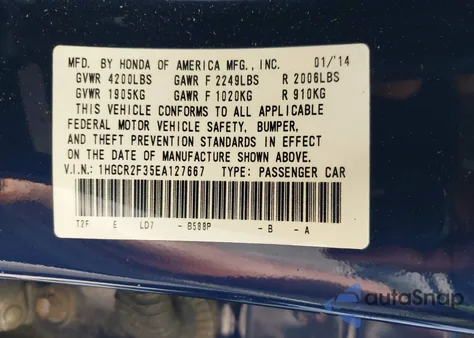 MFD. BY HONDA OF AMERICA MFG., INC. 01/'14
GVWR 4200LBS GAWR F 2249LBS R 2006LBS
GVWR 1905KG GAWR F 1020KG R 910KG
THIS VEHICLE CONFORMS TO ALL APPLICABLE
FEDERAL MOTOR VEHICLE SAFETY, BUMPER,
AND THEFT PREVENTION STANDARDS IN EFFECT
ON THE DATE OF MANUFACTURE SHOWN ABOVE.
V.I.N.: 1HGCR2F35EA127667 TYPE: PASSENGER CAR
T2F E LD7 - B588P - B - A
autoSnap